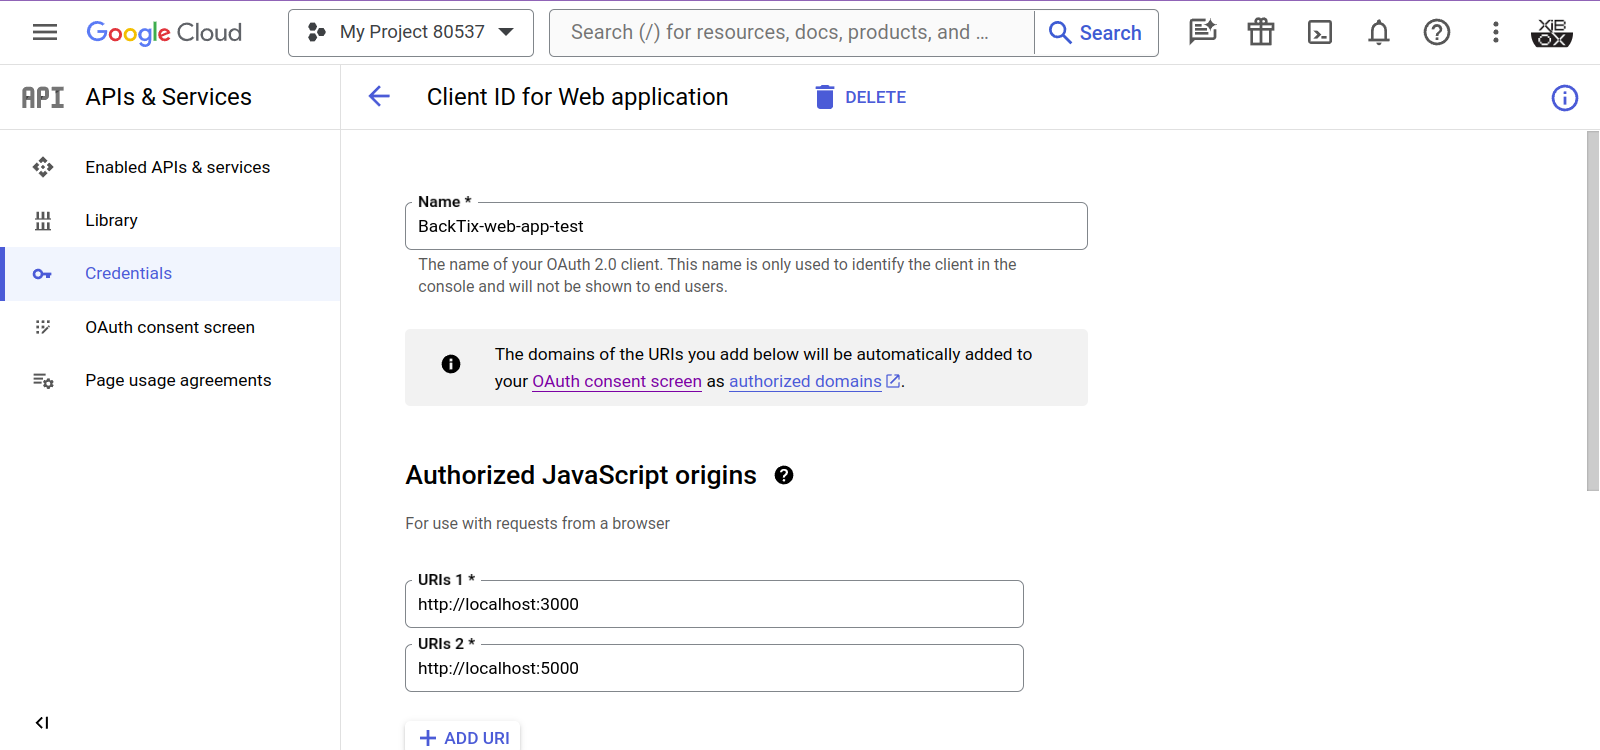 Google Cloud
My Project 80537
Search (/) for resources, docs, products, and ...
Search
XiB
OX
API
APIs & Services
Client ID for Web application
DELETE
Enabled APIs & services
Library
Credentials
OAuth consent screen
Page usage agreements
Name *
BackTix-web-app-test
The name of your OAuth 2.0 client. This name is only used to identify the client in the
console and will not be shown to end users.
The domains of the URIs you add below will be automatically added to
your OAuth consent screen as authorized domains.
Authorized JavaScript origins
For use with requests from a browser
URIs 1 *
http://localhost:3000
URIs 2 *
http://localhost:5000
ADD URI